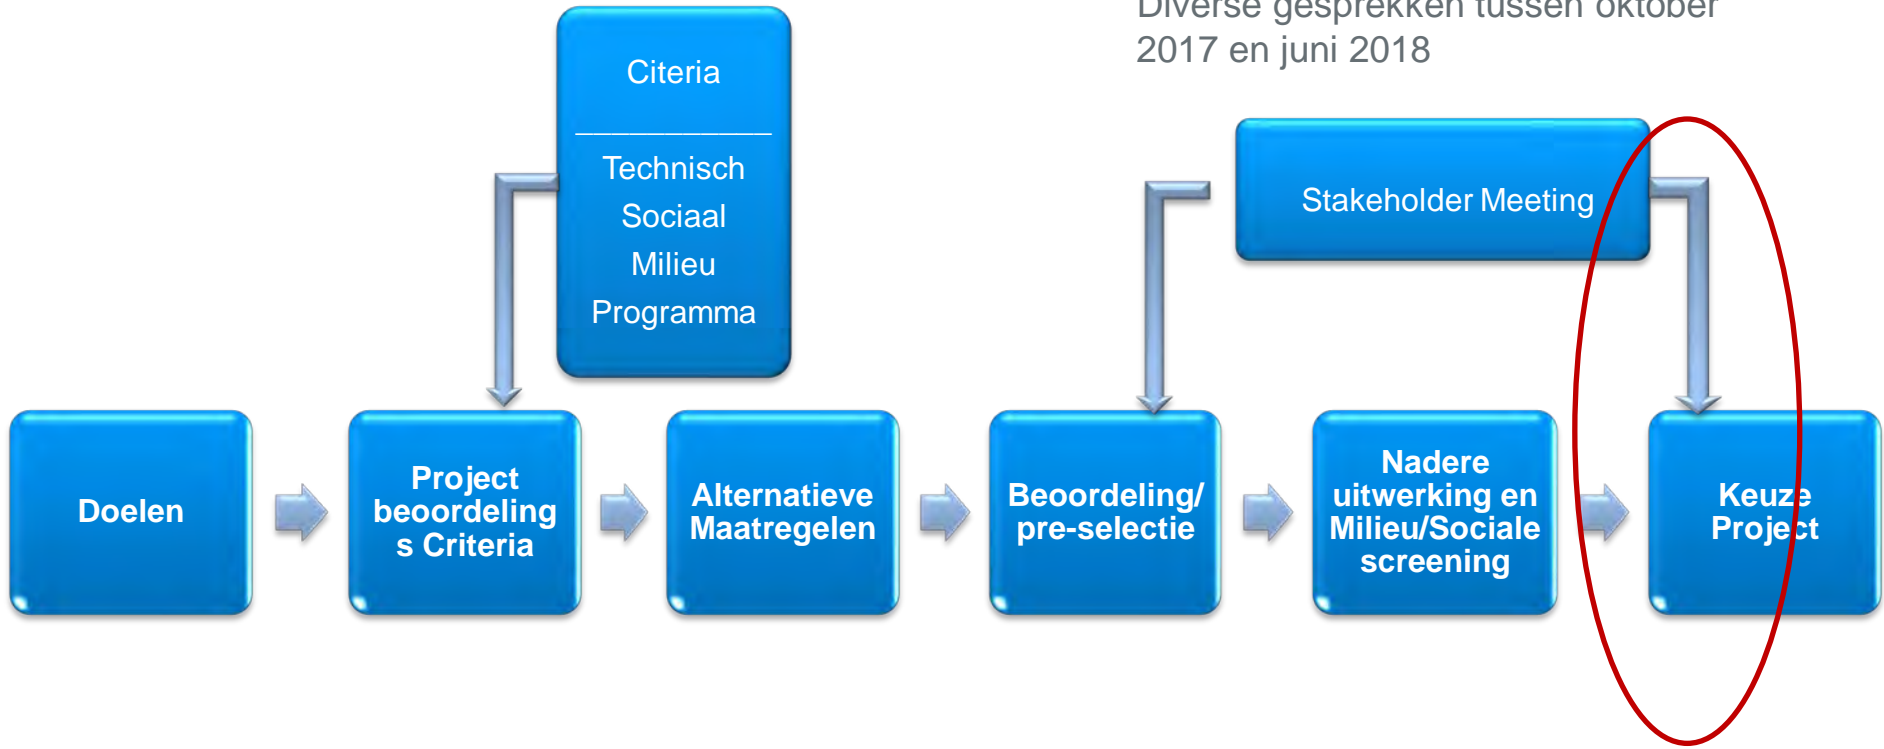 Diverse gesprekken tussen oktober
2017 en juni 2018
Citeria
Technisch
Sociaal
Milieu
Programma
Stakeholder Meeting
Doelen
Project
beoordeling
s Criteria
Alternatieve
Maatregelen
Beoordeling/
pre-selectie
Nadere
uitwerking en
Milieu/Sociale
screening
Keuze
Project